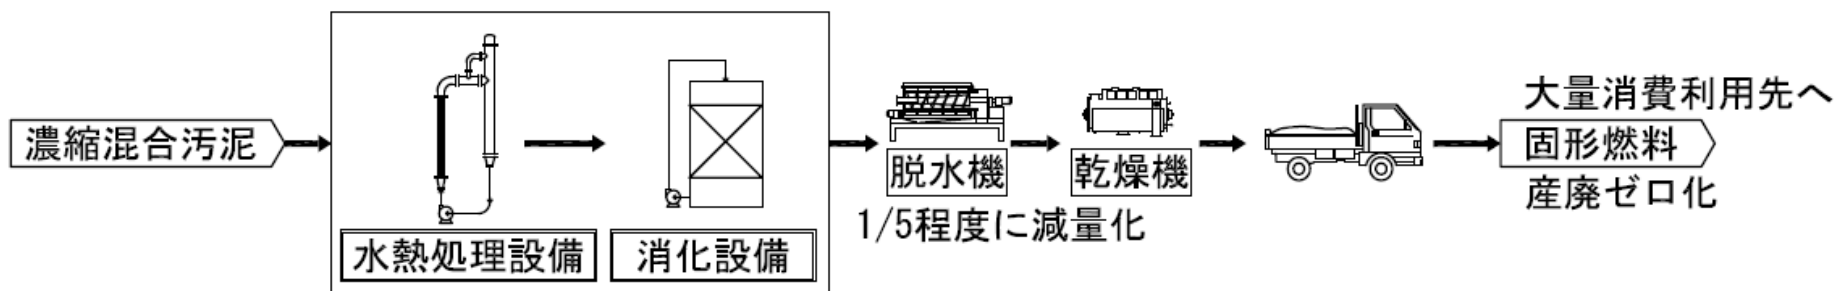 濃縮混合汚泥
水熱処理設備
消化設備
脱水機
乾燥機
1/5程度に減量化
大量消費利用先へ
固形燃料
産廃ゼロ化